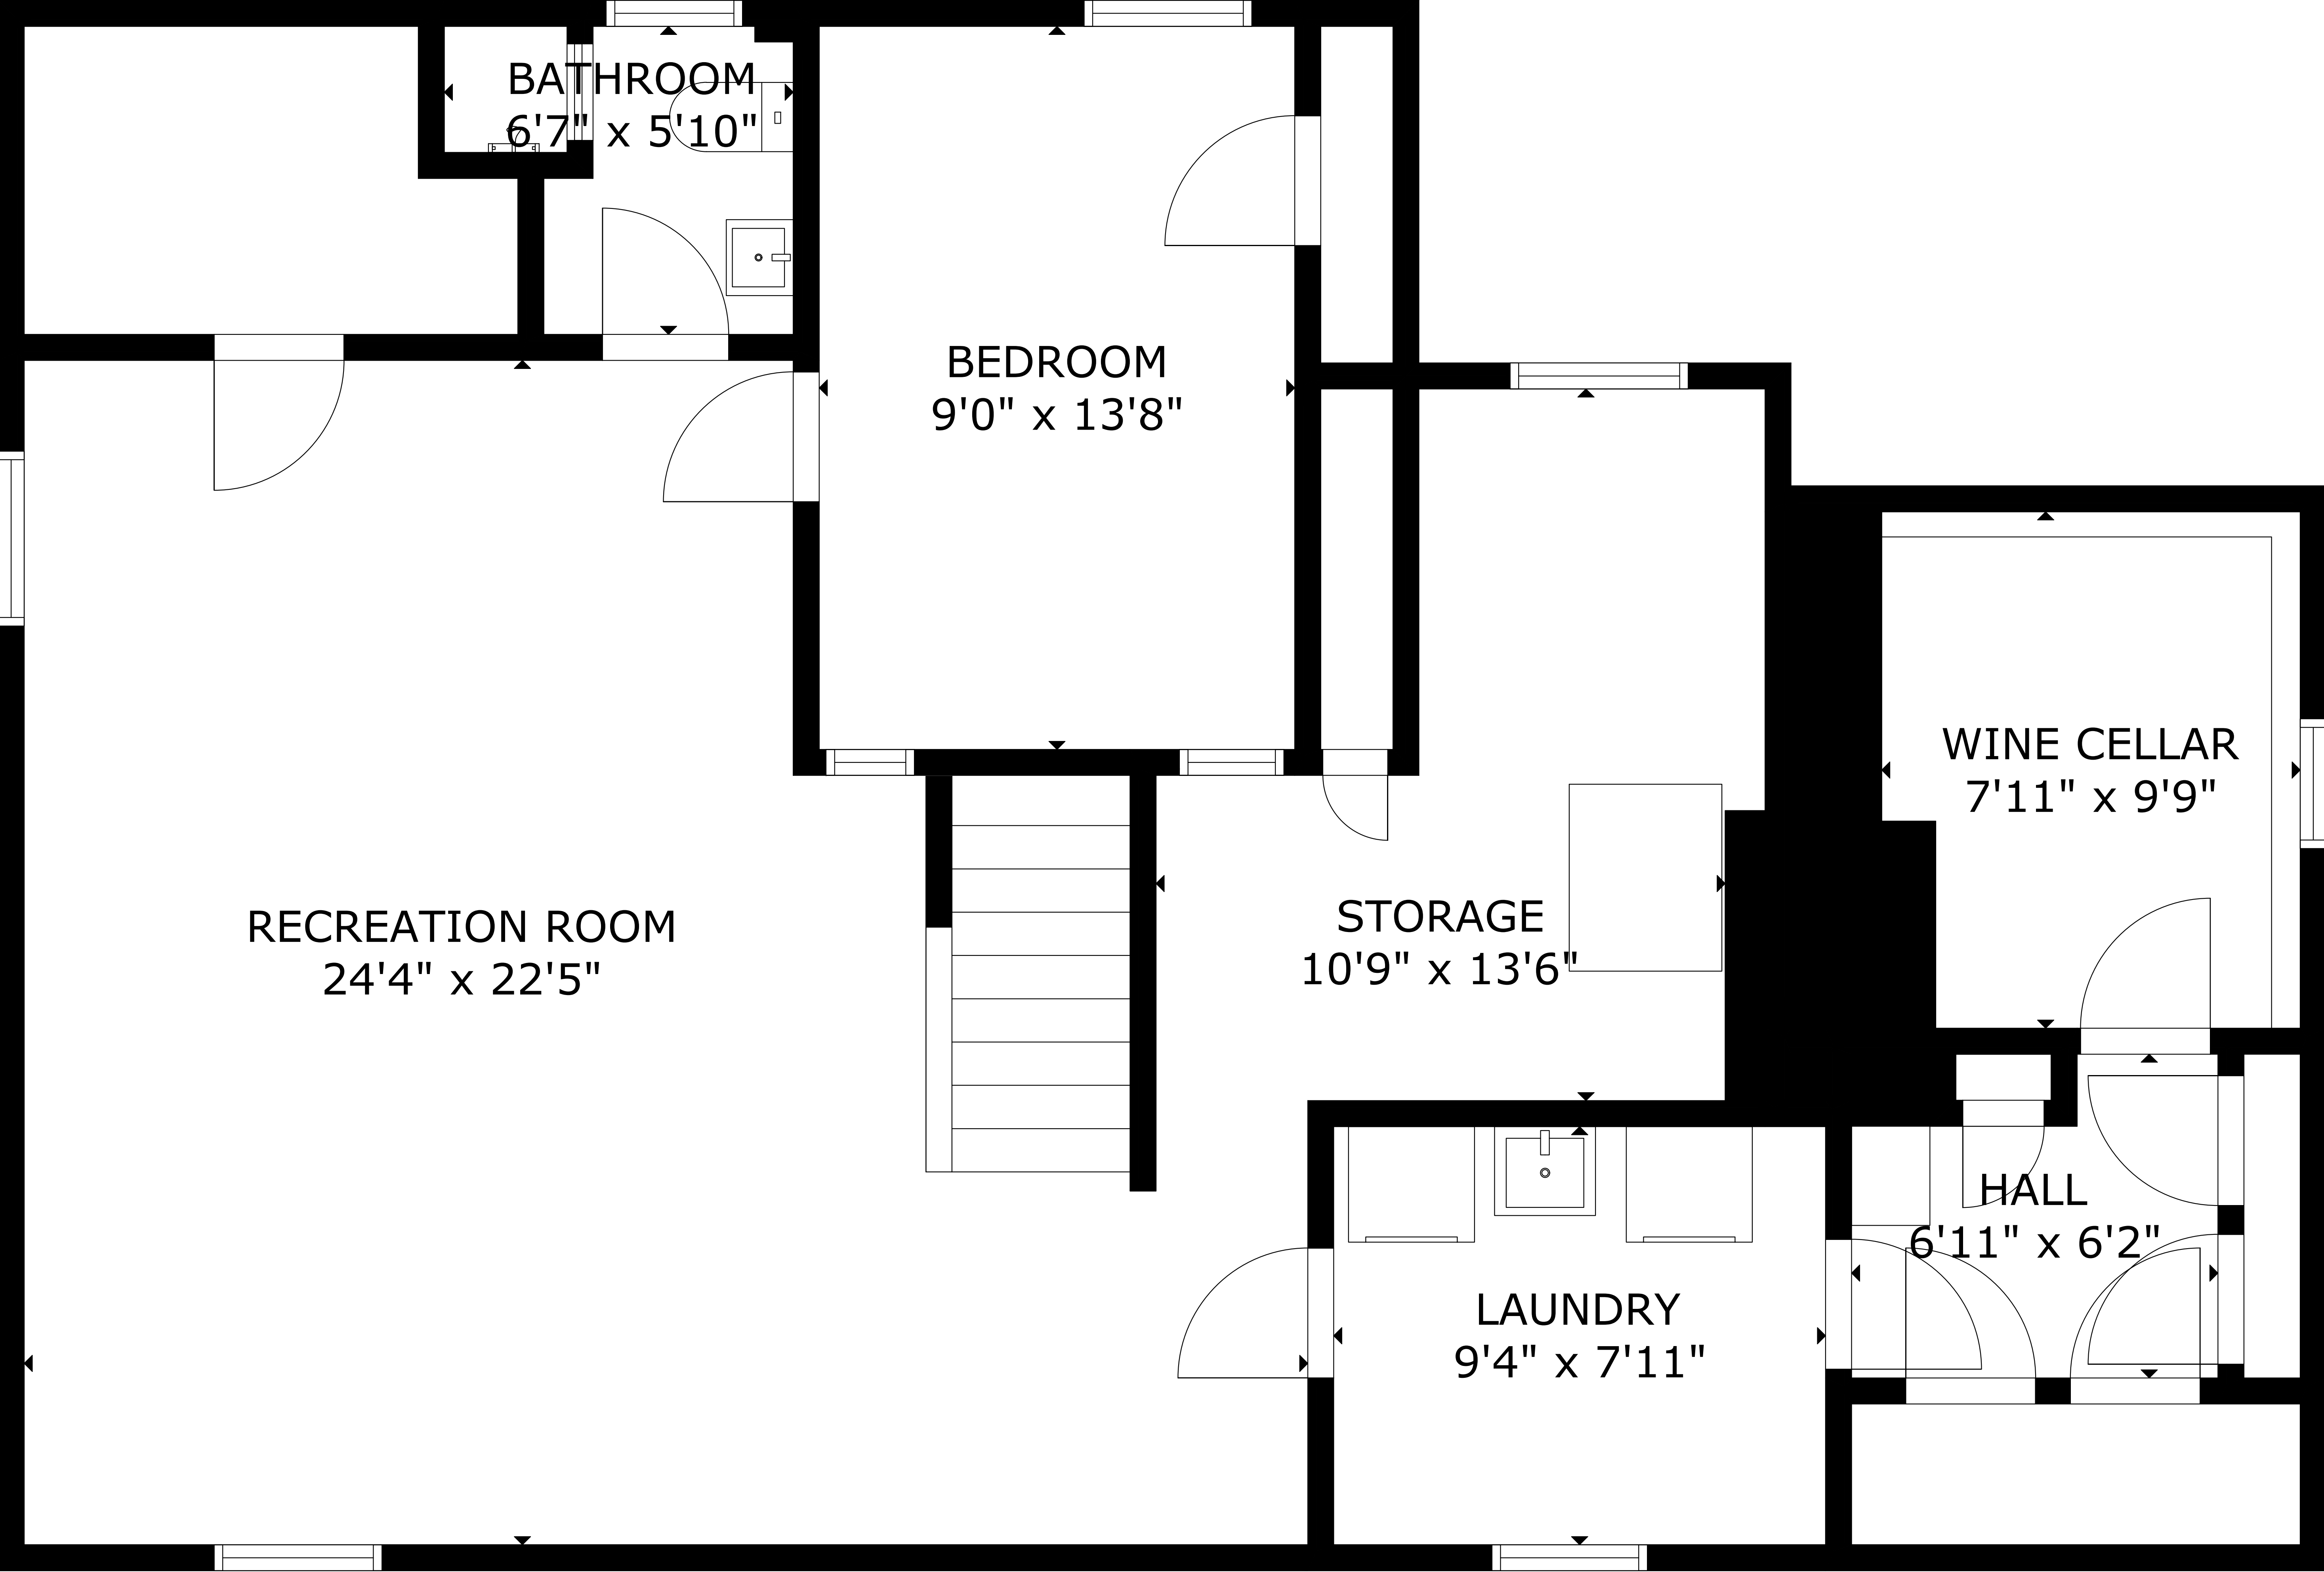 BATHROOM
6'7" x 5'10"
BEDROOM
9'0" x 13'8"
WINE CELLAR
7'11" x 9'9"
RECREATION ROOM
24'4" x 22'5"
STORAGE
10'9" x 13'6"
HALL
6'11" x 6'2"
LAUNDRY
9'4" x 7'11"